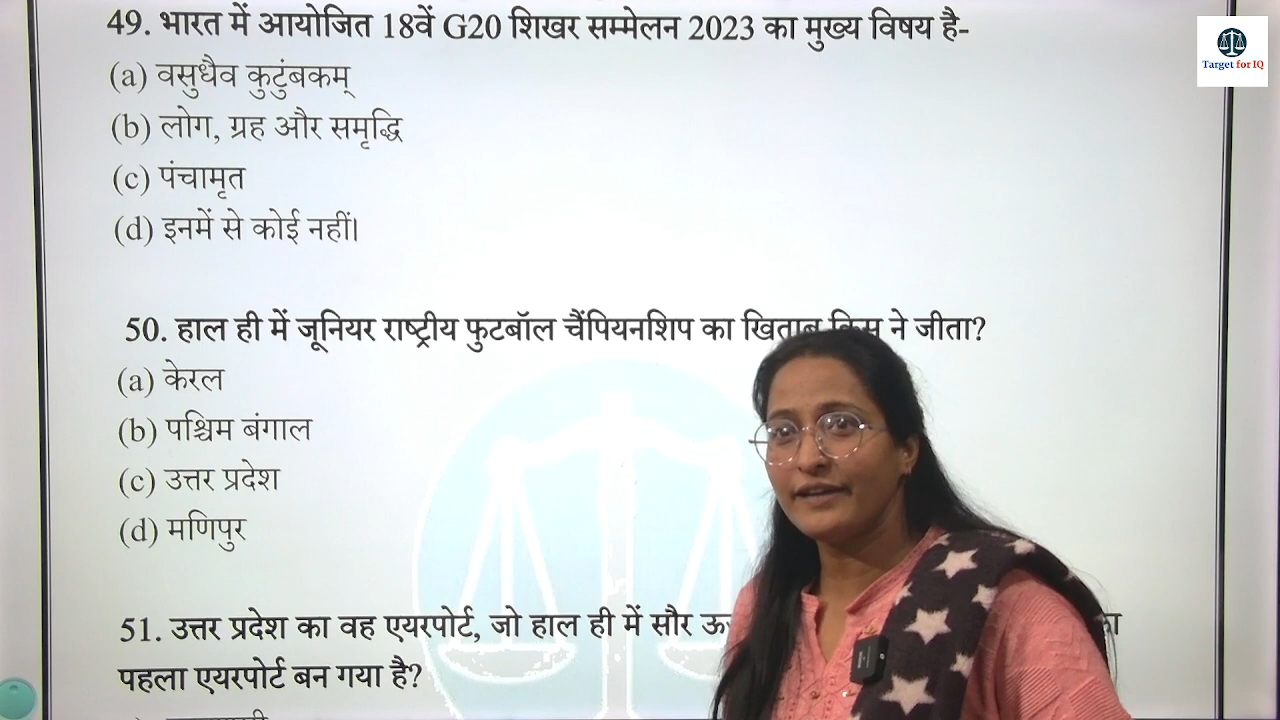 49. भारत में आयोजित 18वें G20 शिखर सम्मेलन 2023 का मुख्य विषय है-
(a) वसुधैव कुटुंबकम्
(b) लोग, ग्रह और समृद्धि
(c) पंचामृत
(d) इनमें से कोई नहीं।
50. हाल ही में जूनियर राष्ट्रीय फुटबॉल चैंपियनशिप का खिताब किस ने जीता?
(a) केरल
(b) पश्चिम बंगाल
(c) उत्तर प्रदेश
(d) मणिपुर
51. उत्तर प्रदेश का वह एयरपोर्ट, जो हाल ही में सौर
पहला एयरपोर्ट बन गया है?
Target for IQ